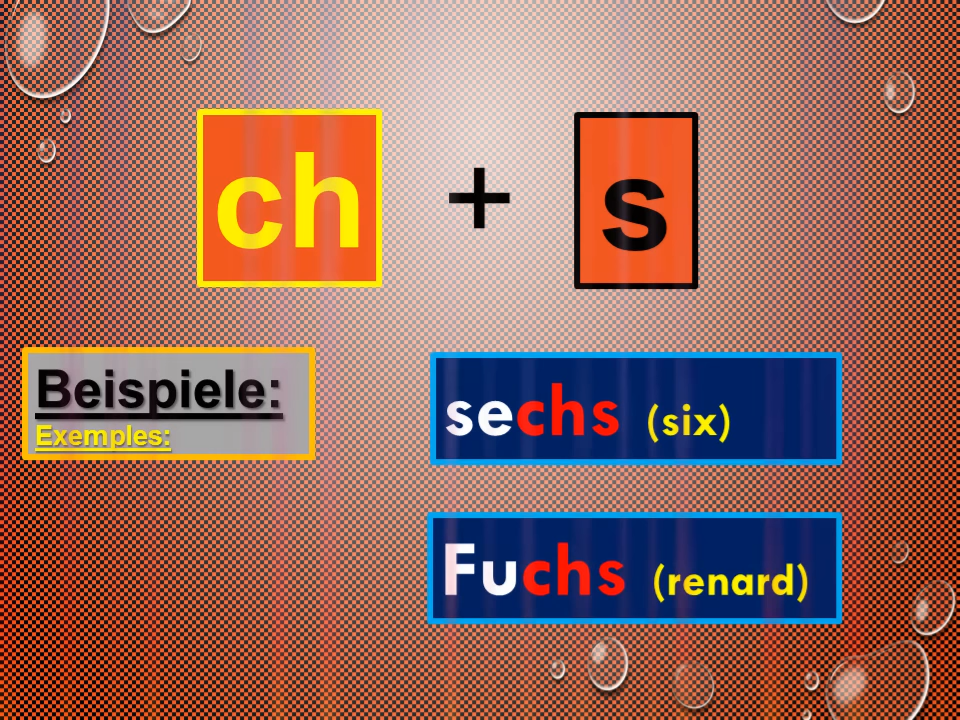 ch + s
Beispiele:
Exemples:
sechs (six)
Fuchs (renard)